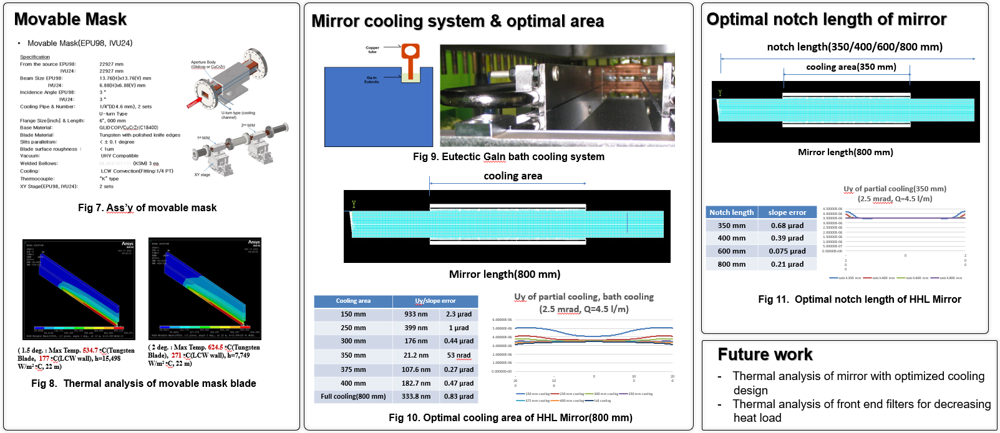 Movable Mask
• Movable Mask(EPU98, IVU24)
Specification
From the source EPU98: 22927 mm
IVU24: 22927 mm
Beam Size EPU98: 13.76(H)x13.76(V) mm
IVU24: 6.88(H)x6.88(V) mm
Incidence Angle EPU98: 3 °
IVU24: 3 °
Cooling Pipe & Number: 1/4"(ID4.6 mm), 2 sets
U-turn Type
Flange Size[inch] & Length: 6", 000 mm
Base Material: GLIDCOP/CuCrZr(C18400)
Blade Material: Tungsten with polished knife edges
Slits parallelism: < ± 0.1 degree
Blade surface roughness : < 1um
Vacuum: UHV Compatible
Welded Bellows: (KSM) 3 ea
Cooling: LCW Convection(Fitting:1/4 PT)
Thermocouple: "K" type
XY Stage(EPU98, IVU24): 2 sets
Aperture Body
(Glidcop or CuCrZr)
Beam
U-turn type (cooling
channel)
2nd M/M
1st M/M
XY stage
Fig 7. Ass'y of movable mask
Ansys
Ansys
( 1.5 deg. : Max Temp. 534.7 °C(Tungsten
Blade, 177 °C(LCW wall), h=15,498
W/m² °C, 22 m)
( 2 deg. : Max Temp. 624.5 °C(Tungsten
Blade), 271 °C(LCW wall), h=7,749
W/m² °C, 22 m)
Fig 8. Thermal analysis of movable mask blade
Mirror cooling system & optimal area
Copper
tube
Ga-In
Eutectic
Fig 9. Eutectic GaIn bath cooling system
cooling area
Y
Mirror length(800 mm)
Cooling area Uy/slope error
150 mm 933 nm 2.3 µrad
250 mm 399 nm 1 µrad
300 mm 176 nm 0.44 µrad
350 mm 21.2 nm 53 nrad
375 mm 107.6 nm 0.27 µrad
400 mm 182.7 nm 0.47 µrad
Full cooling(800 mm) 333.8 nm 0.83 µrad
Uy of partial cooling, bath cooling
(2.5 mrad, Q=4.5 l/m)
6.00000E-06
5.00000E-06
4.00000E-06
3.00000E-06
2.00000E-06
1.00000E-06
0.00000E+00
-200 -100 0 100 200
150 mm cooling 250 mm cooling 300 mm cooling 350 mm cooling
375 mm cooling 400 mm cooling full cooling
Fig 10. Optimal cooling area of HHL Mirror(800 mm)
Optimal notch length of mirror
notch length(350/400/600/800 mm)
cooling area(350 mm)
Y
Mirror length(800 mm)
Notch length slope error
350 mm 0.68 µrad
400 mm 0.39 µrad
600 mm 0.075 µrad
800 mm 0.21 µrad
Uy of partial cooling(350 mm)
(2.5 mrad, Q=4.5 l/m)
4.50000E-06
4.00000E-06
3.50000E-06
3.00000E-06
2.50000E-06
2.00000E-06
1.50000E-06
1.00000E-06
5.00000E-07
0.00000E+00
-200 0 200
notch 350 mm notch 400 mm notch 600 mm notch 800 mm
Fig 11. Optimal notch length of HHL Mirror
Future work
- Thermal analysis of mirror with optimized cooling
design
- Thermal analysis of front end filters for decreasing
heat load